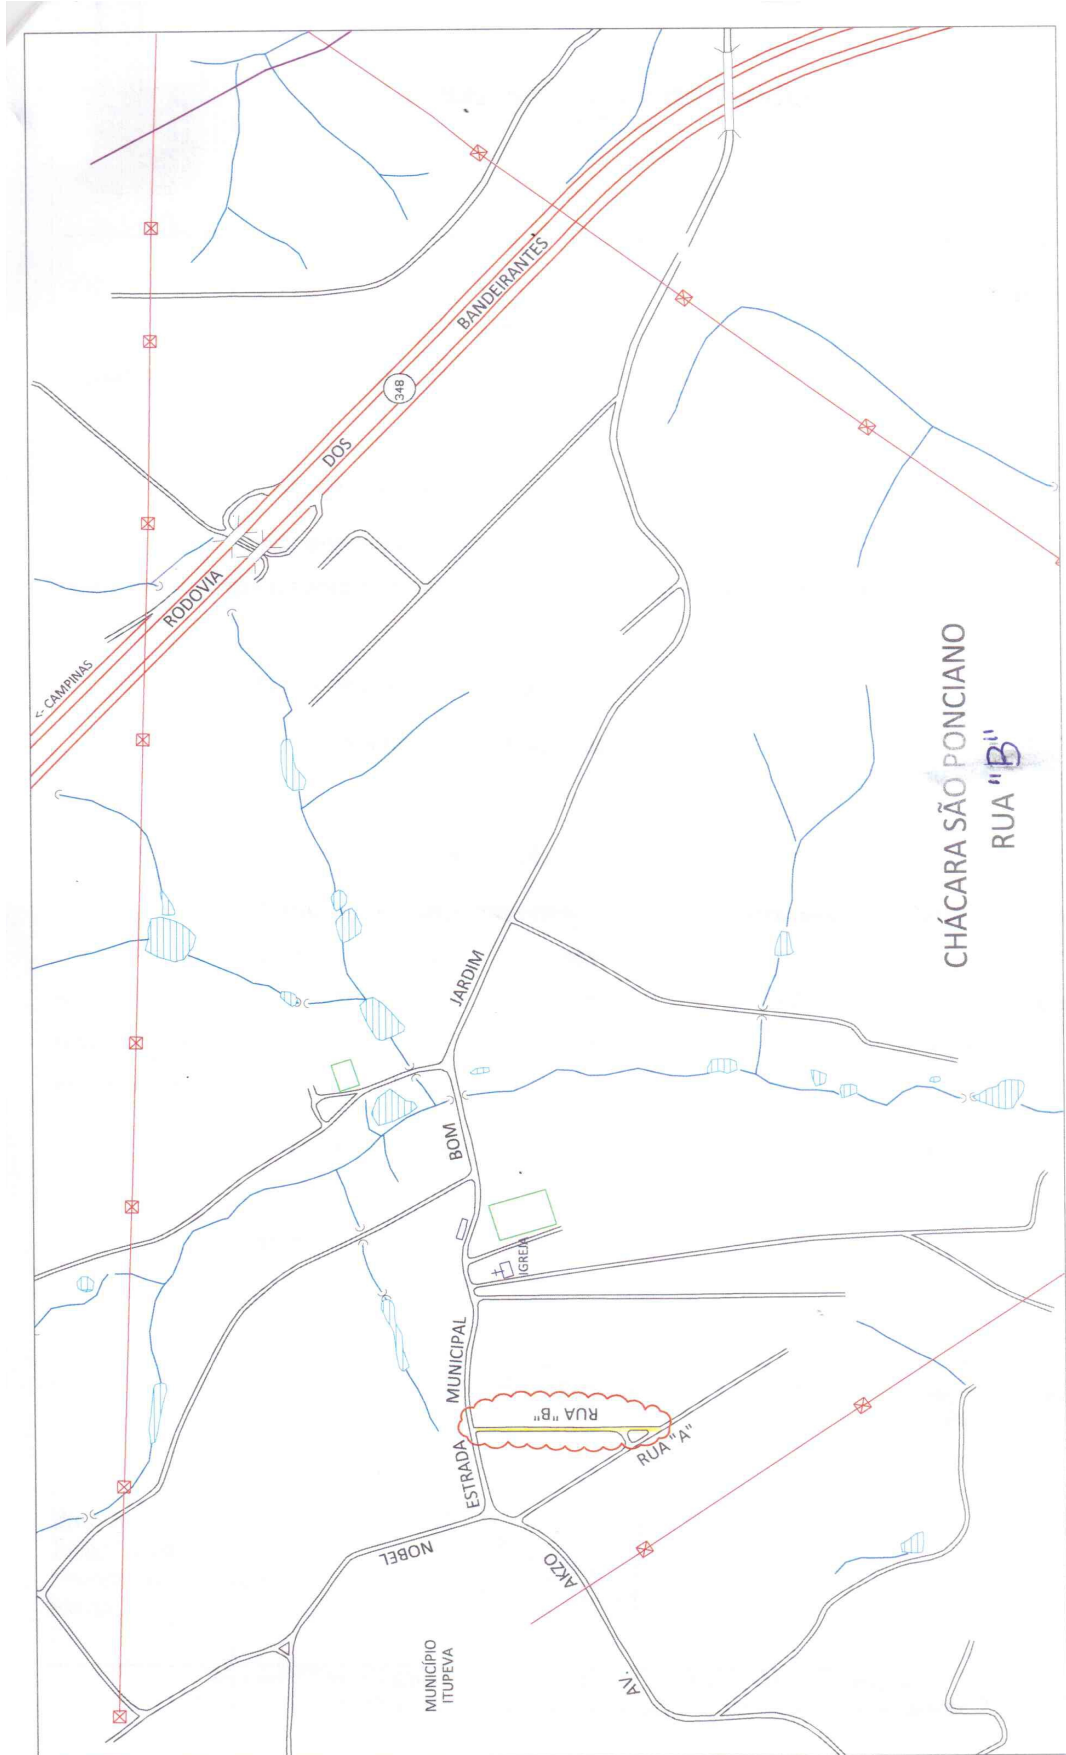 ← CAMPINAS
RODOVIA DOS BANDEIRANTES
348
ESTRADA MUNICIPAL BOM JARDIM
IGREJA
RUA "B"
RUA "A"
AV. AKZO NOBEL
MUNICÍPIO
ITUPEVA
CHÁCARA SÃO PONCIANO
RUA "B"